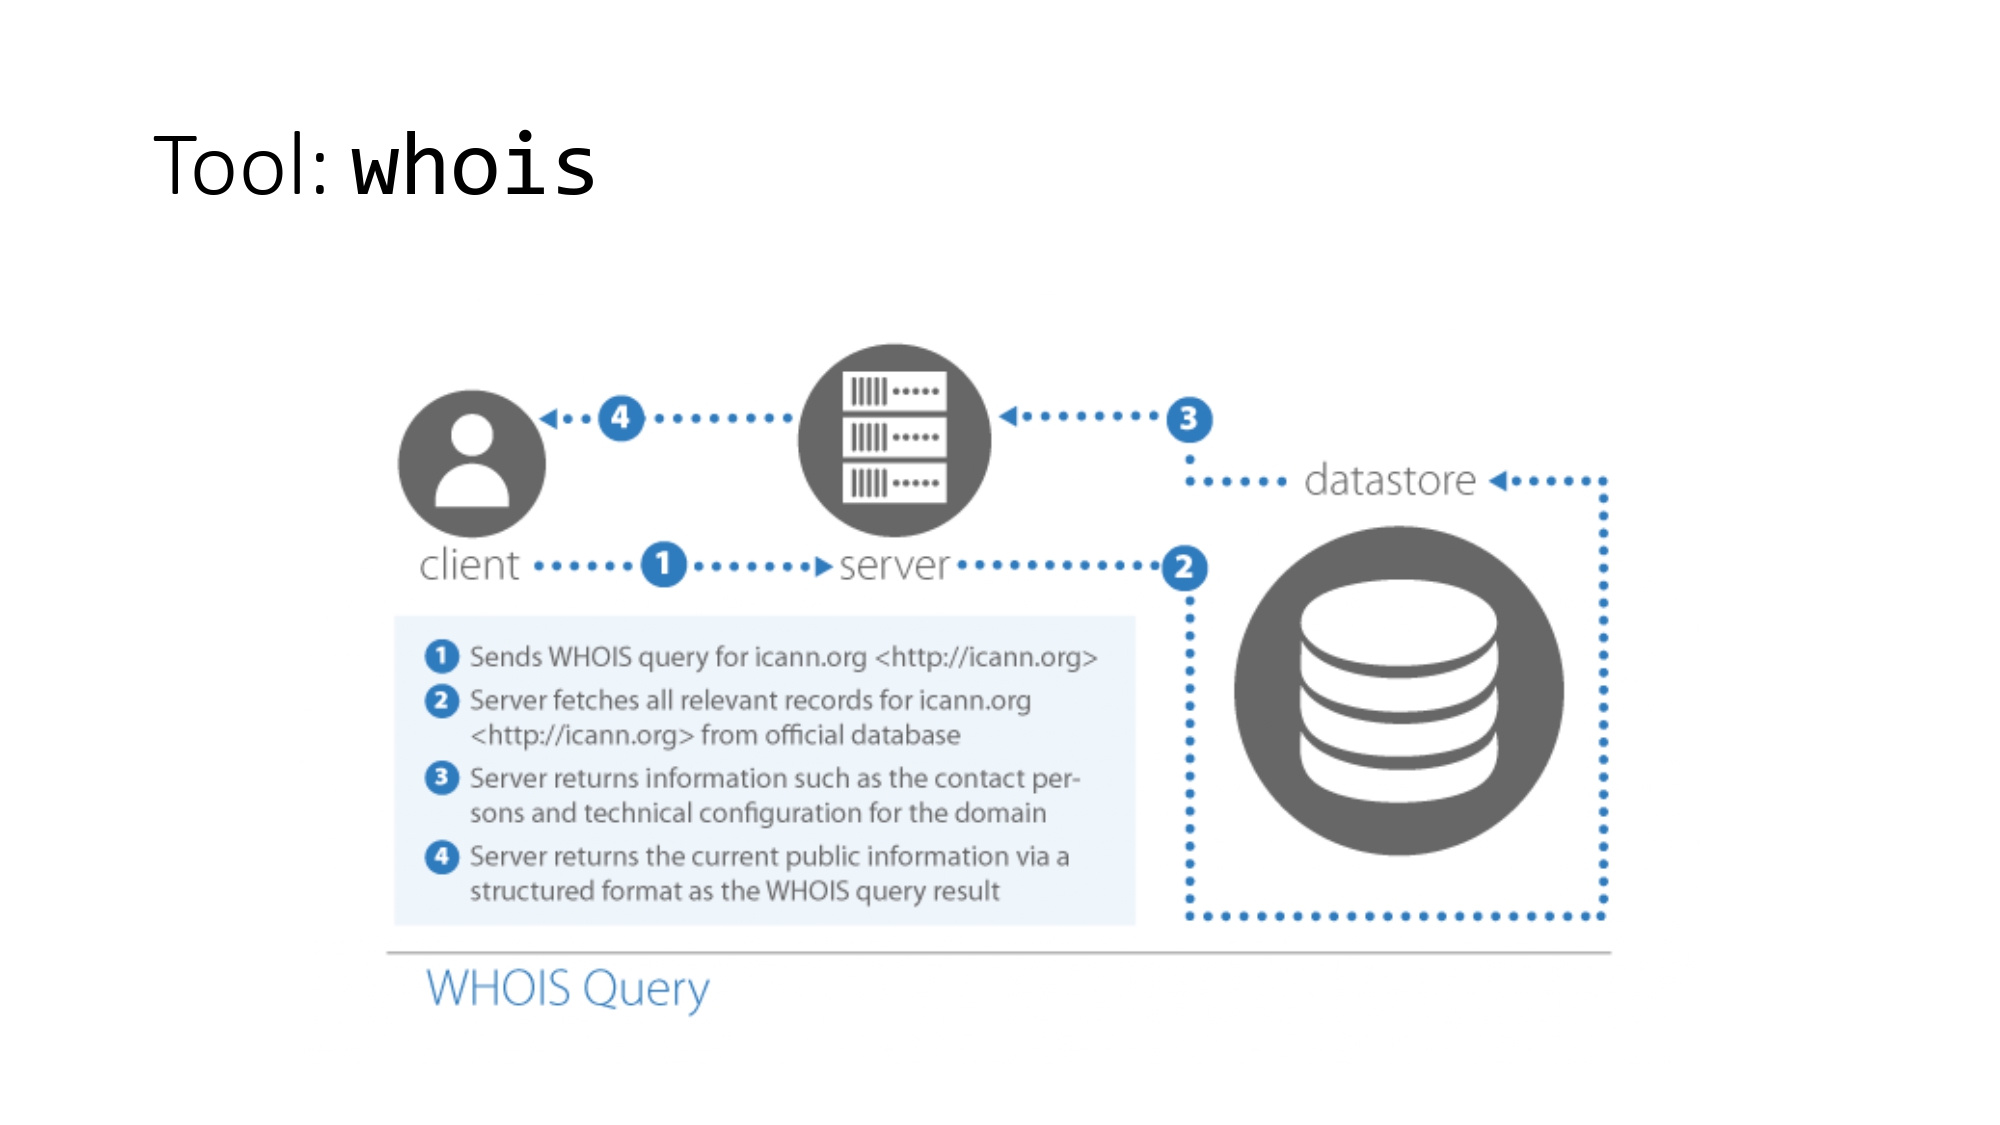 Tool: whois
4
3
datastore
client
1
server
2
1 Sends WHOIS query for icann.org <http://icann.org>
2 Server fetches all relevant records for icann.org
<http://icann.org> from official database
3 Server returns information such as the contact per-
sons and technical configuration for the domain
4 Server returns the current public information via a
structured format as the WHOIS query result
WHOIS Query